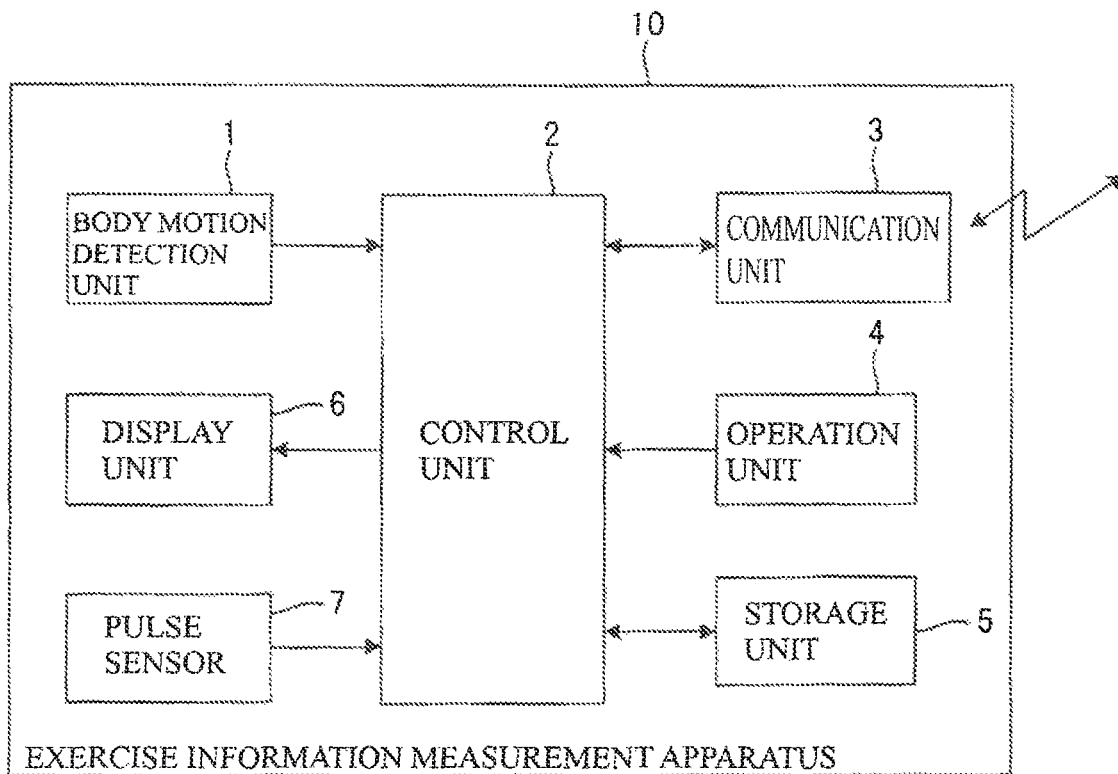 10
1
2
3
BODY MOTION
DETECTION
UNIT
COMMUNICATION
UNIT
4
6
DISPLAY
UNIT
CONTROL
UNIT
OPERATION
UNIT
7
PULSE
SENSOR
STORAGE
UNIT
5
EXERCISE INFORMATION MEASUREMENT APPARATUS